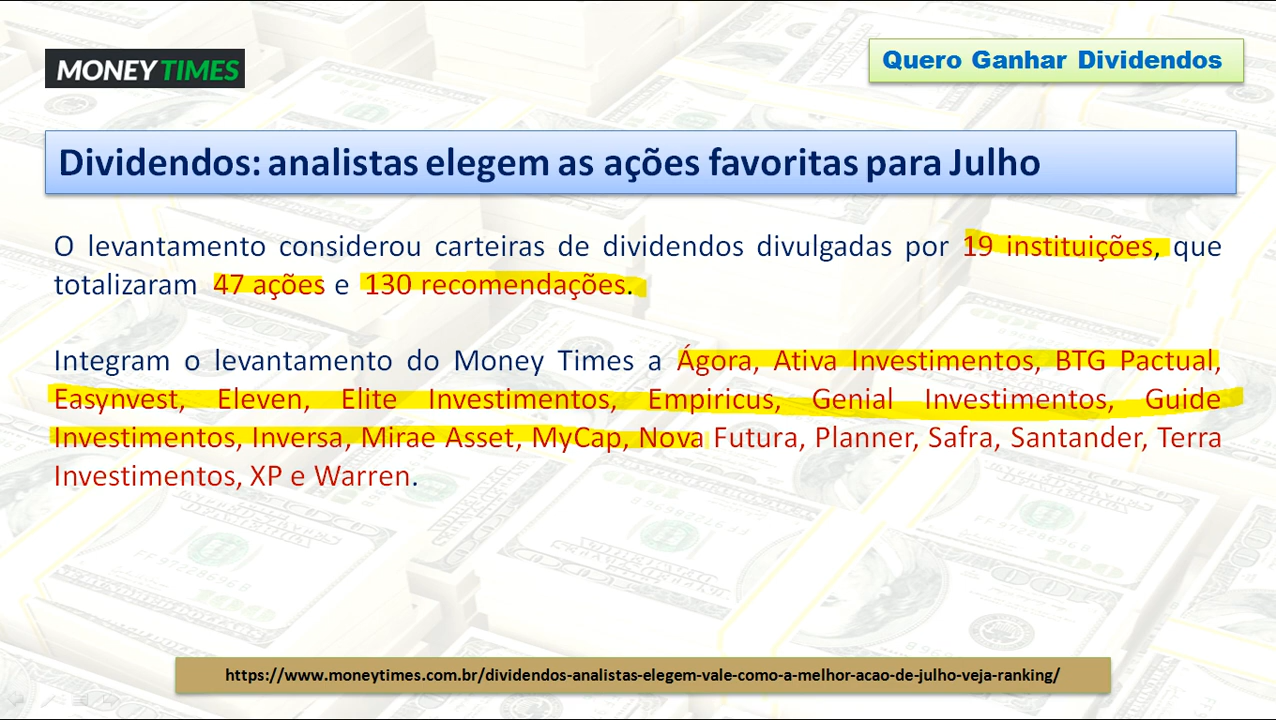 MONEY TIMES
Quero Ganhar Dividendos
Dividendos: analistas elegem as ações favoritas para Julho
O levantamento considerou carteiras de dividendos divulgadas por 19 instituições, que
totalizaram 47 ações e 130 recomendações.
Integram o levantamento do Money Times a Ágora, Ativa Investimentos, BTG Pactual,
Easynvest, Eleven, Elite Investimentos, Empiricus, Genial Investimentos, Guide
Investimentos, Inversa, Mirae Asset, MyCap, Nova Futura, Planner, Safra, Santander, Terra
Investimentos, XP e Warren.
https://www.moneytimes.com.br/dividendos-analistas-elegem-vale-como-a-melhor-acao-de-julho-veja-ranking/